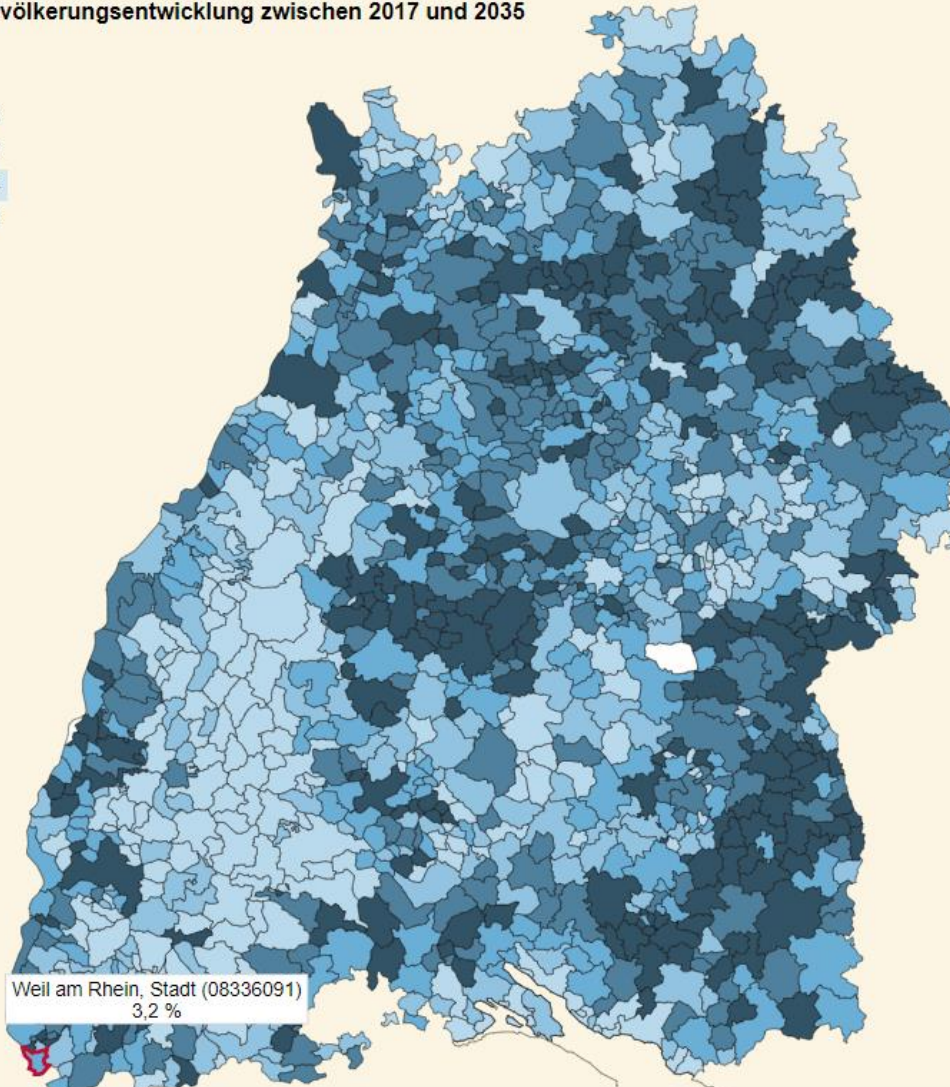 völkerungsentwicklung zwischen 2017 und 2035
Weil am Rhein, Stadt (08336091)
3,2 %